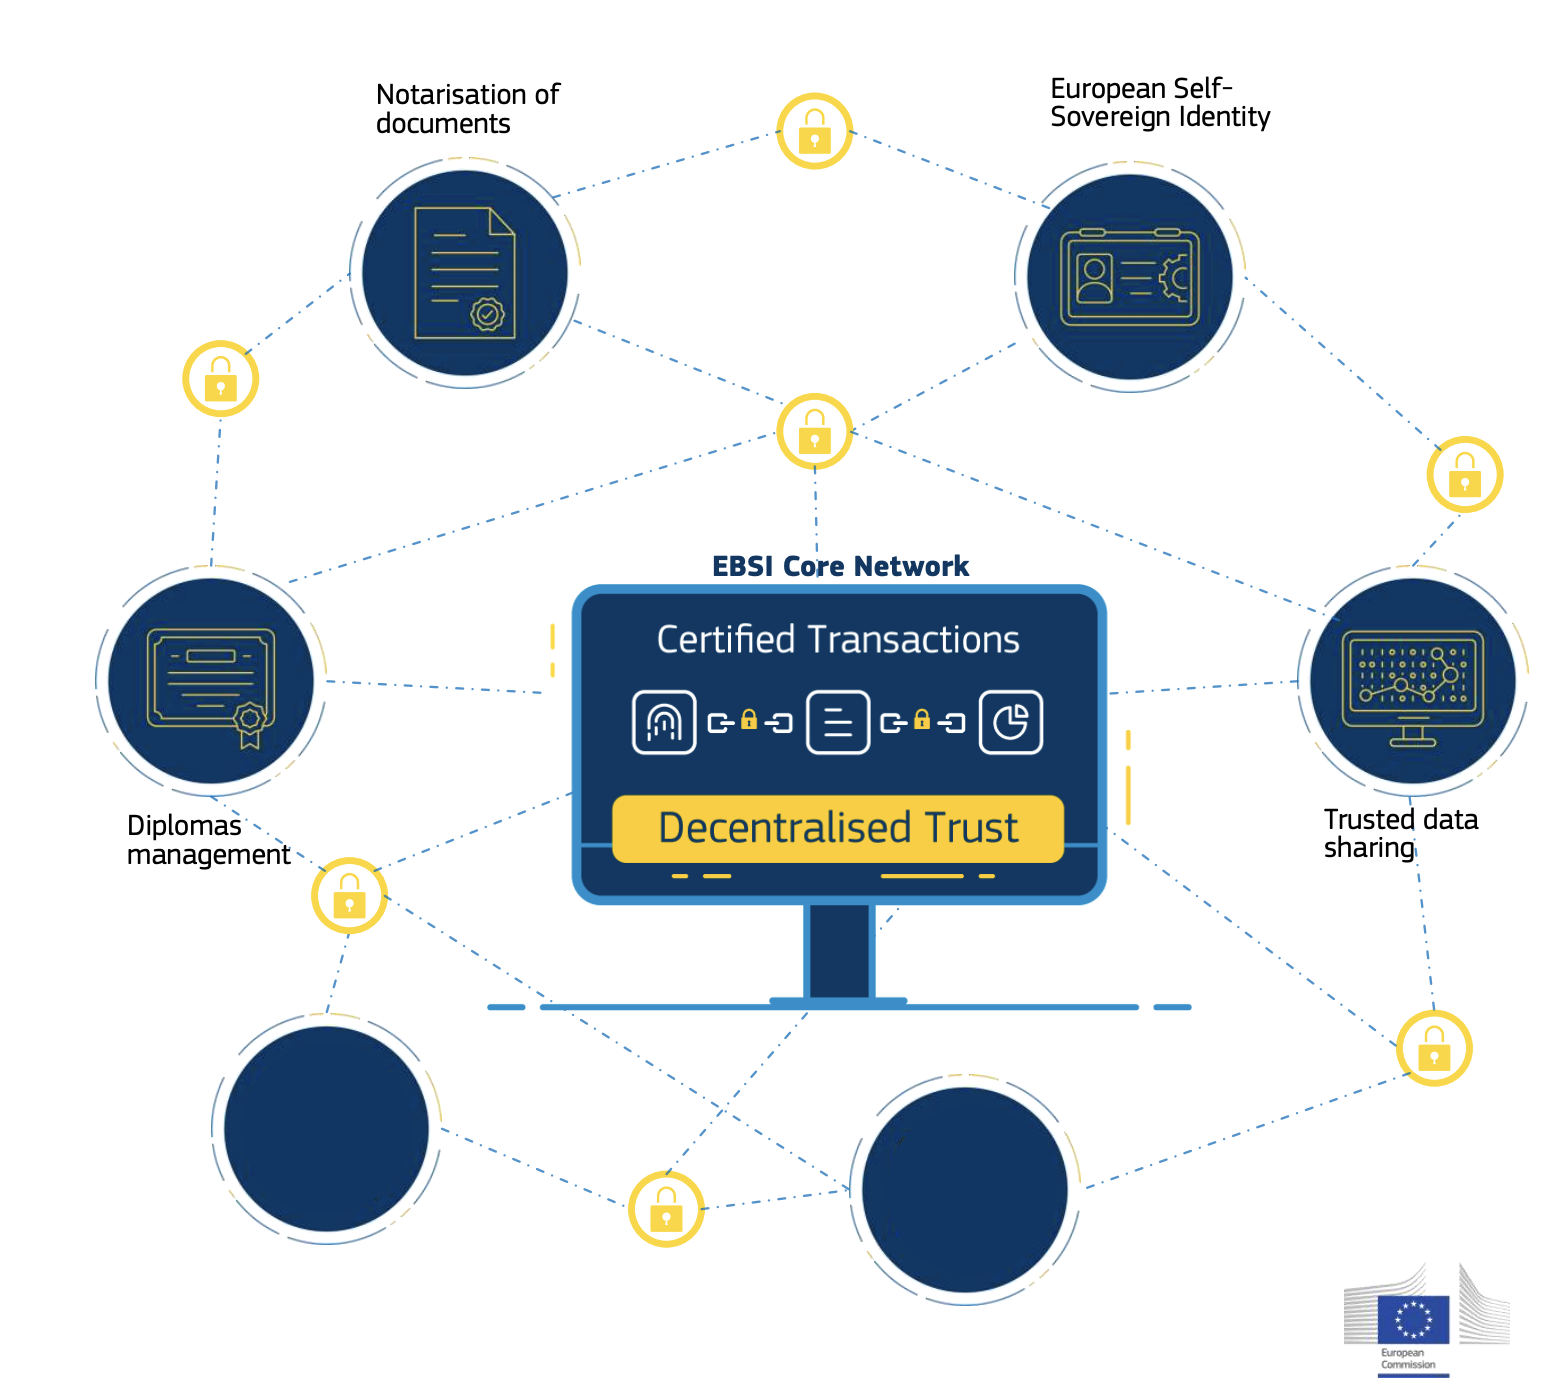 Notarisation of
documents
European Self-
Sovereign Identity
EBSI Core Network
Certified Transactions
Decentralised Trust
Diplomas
management
Trusted data
sharing
European
Commission